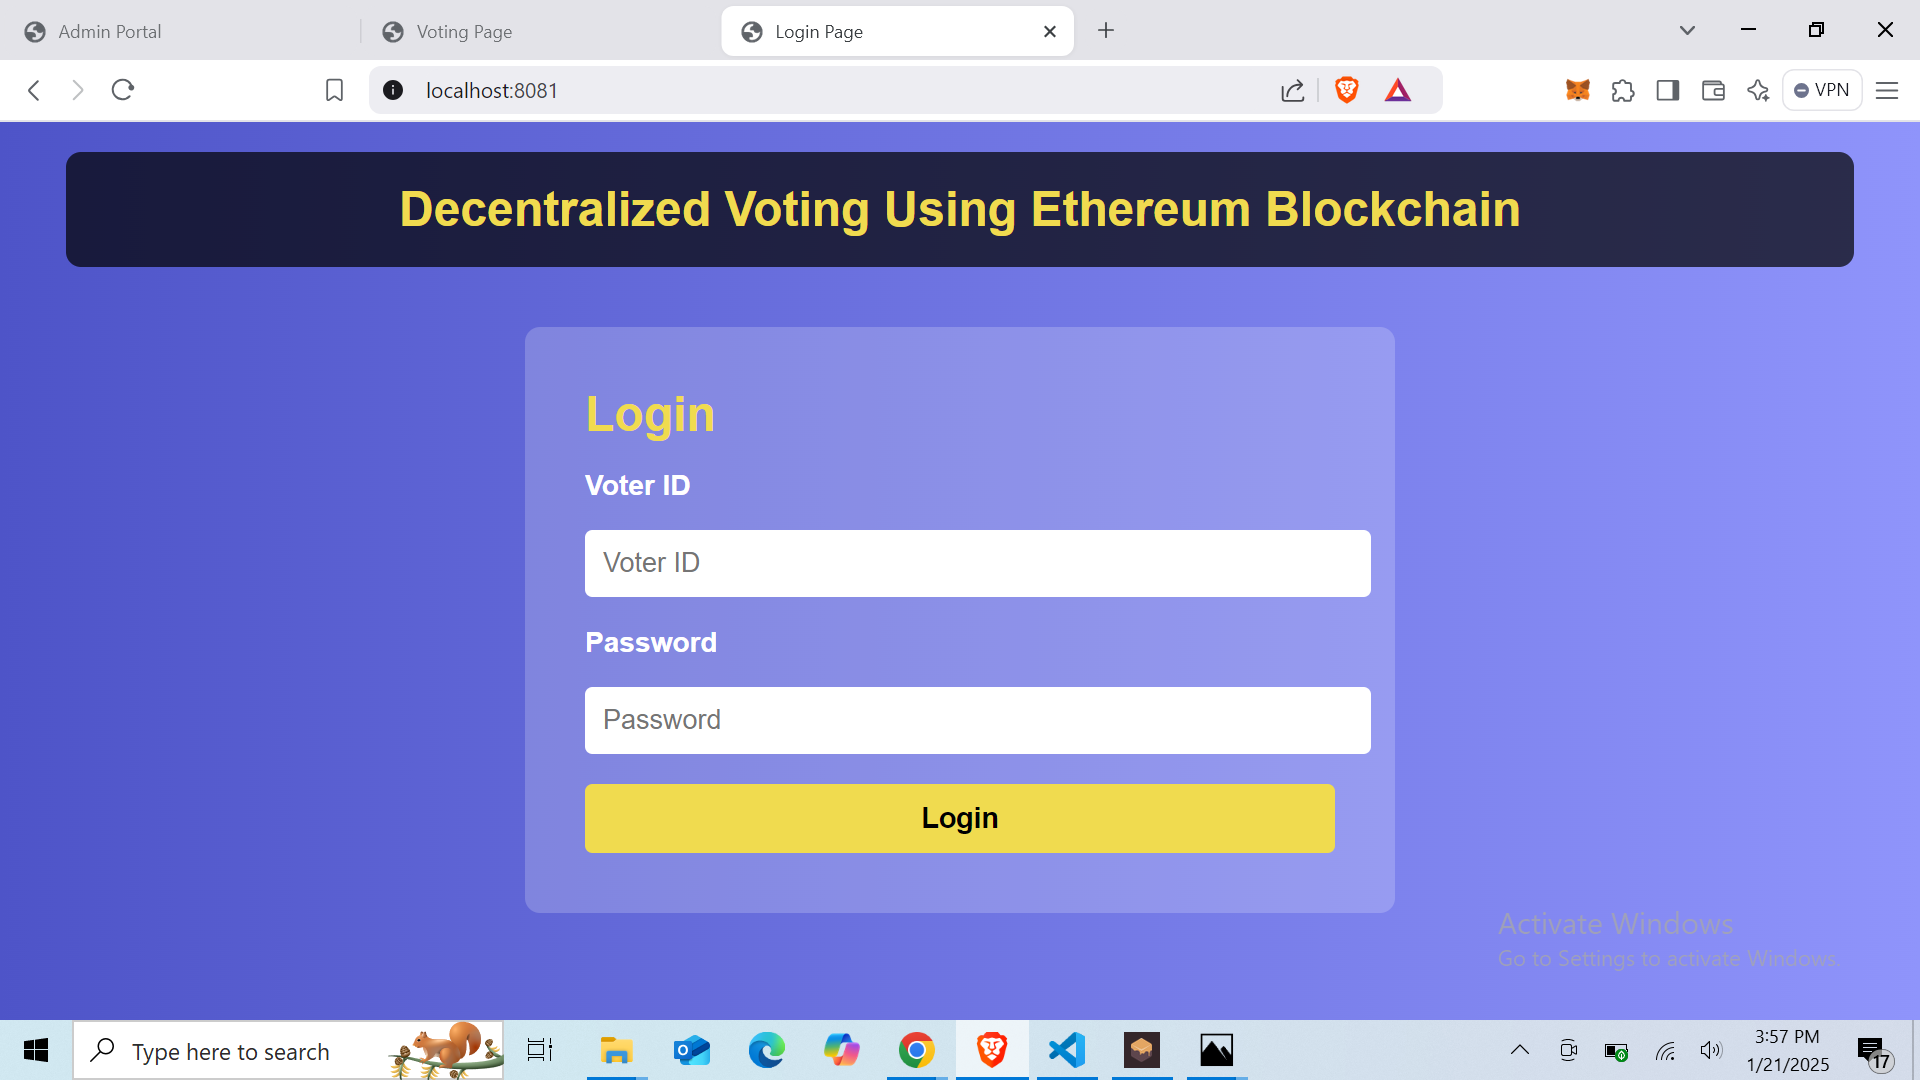 Admin Portal
Voting Page
Login Page
localhost:8081
VPN
Decentralized Voting Using Ethereum Blockchain
Login
Voter ID
Voter ID
Password
Password
Login
Activate Windows
Go to Settings to activate Windows.
Type here to search
3:57 PM
1/21/2025
17